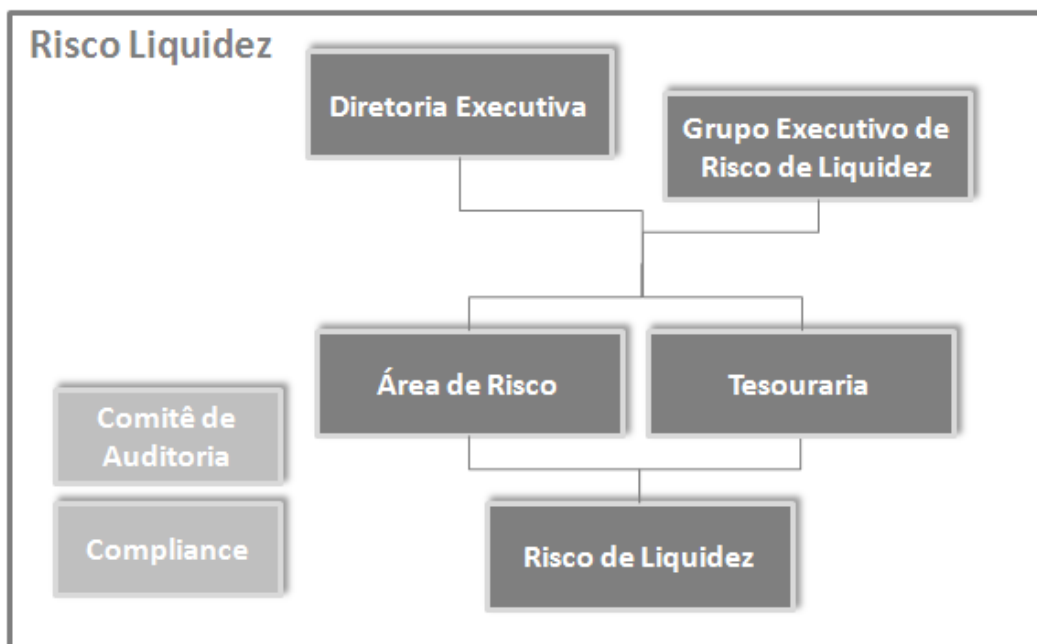 Risco Liquidez
Diretoria Executiva
Grupo Executivo de
Risco de Liquidez
Área de Risco
Tesouraria
Comitê de
Auditoria
Compliance
Risco de Liquidez